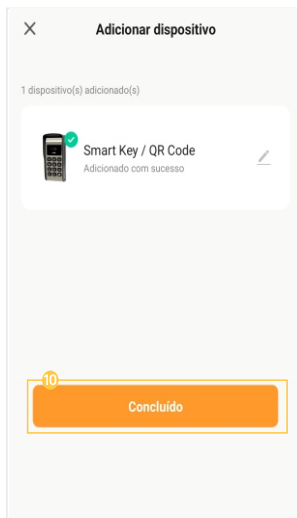 Adicionar dispositivo
1 dispositivo(s) adicionado(s)
Smart Key / QR Code
Adicionado com sucesso
10
Concluído